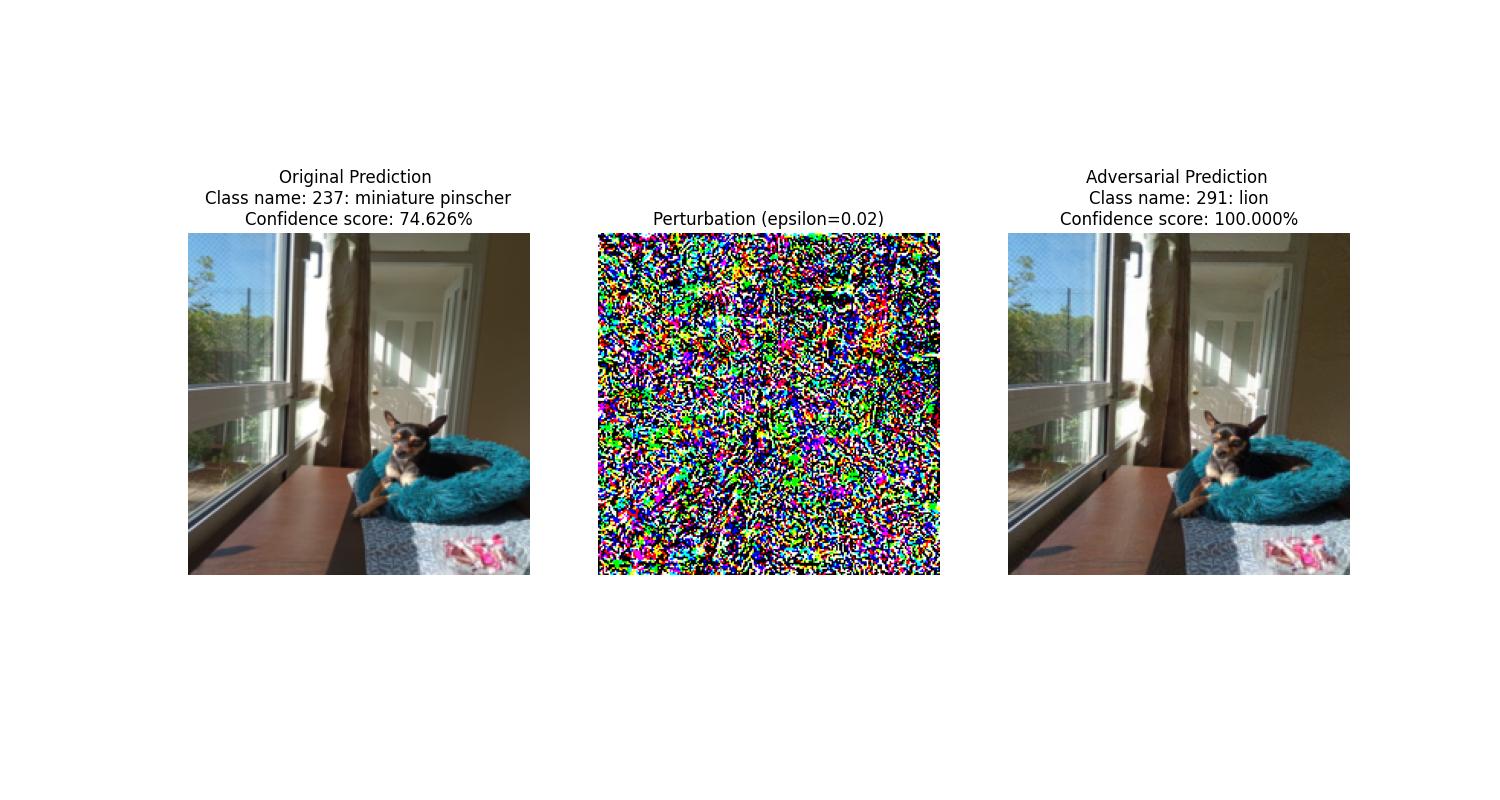 Original Prediction
Class name: 237: miniature pinscher
Confidence score: 74.626%
Perturbation (epsilon=0.02)
Adversarial Prediction
Class name: 291: lion
Confidence score: 100.000%